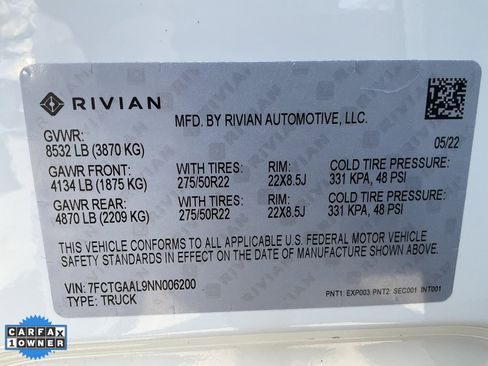 RIVIAN
MFD. BY RIVIAN AUTOMOTIVE, LLC.
GVWR:
8532 LB (3870 KG) 05/22
GAWR FRONT: WITH TIRES: RIM: COLD TIRE PRESSURE:
4134 LB (1875 KG) 275/50R22 22X8.5J 331 KPA, 48 PSI
GAWR REAR: WITH TIRES: RIM: COLD TIRE PRESSURE:
4870 LB (2209 KG) 275/50R22 22X8.5J 331 KPA, 48 PSI
THIS VEHICLE CONFORMS TO ALL APPLICABLE U.S. FEDERAL MOTOR VEHICLE
SAFETY STANDARDS IN EFFECT ON THE DATE OF MANUFACTURE SHOWN ABOVE.
VIN: 7FCTGAAL9NN006200
TYPE: TRUCK PNT1: EXP003 PNT2: SEC001 INT001
CARFAX
1 OWNER